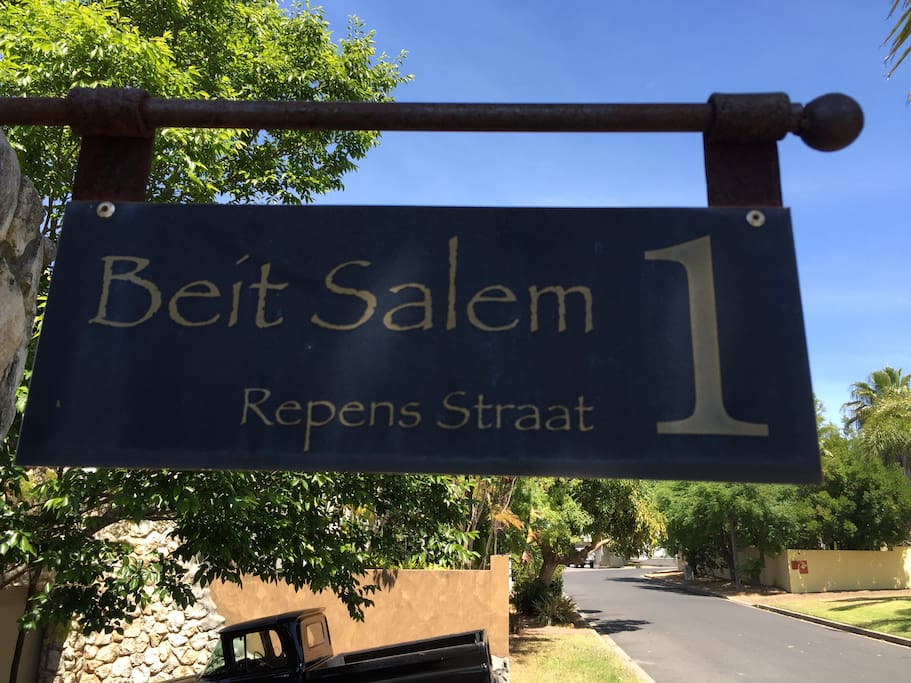 Beit Salem 1
Repens Straat